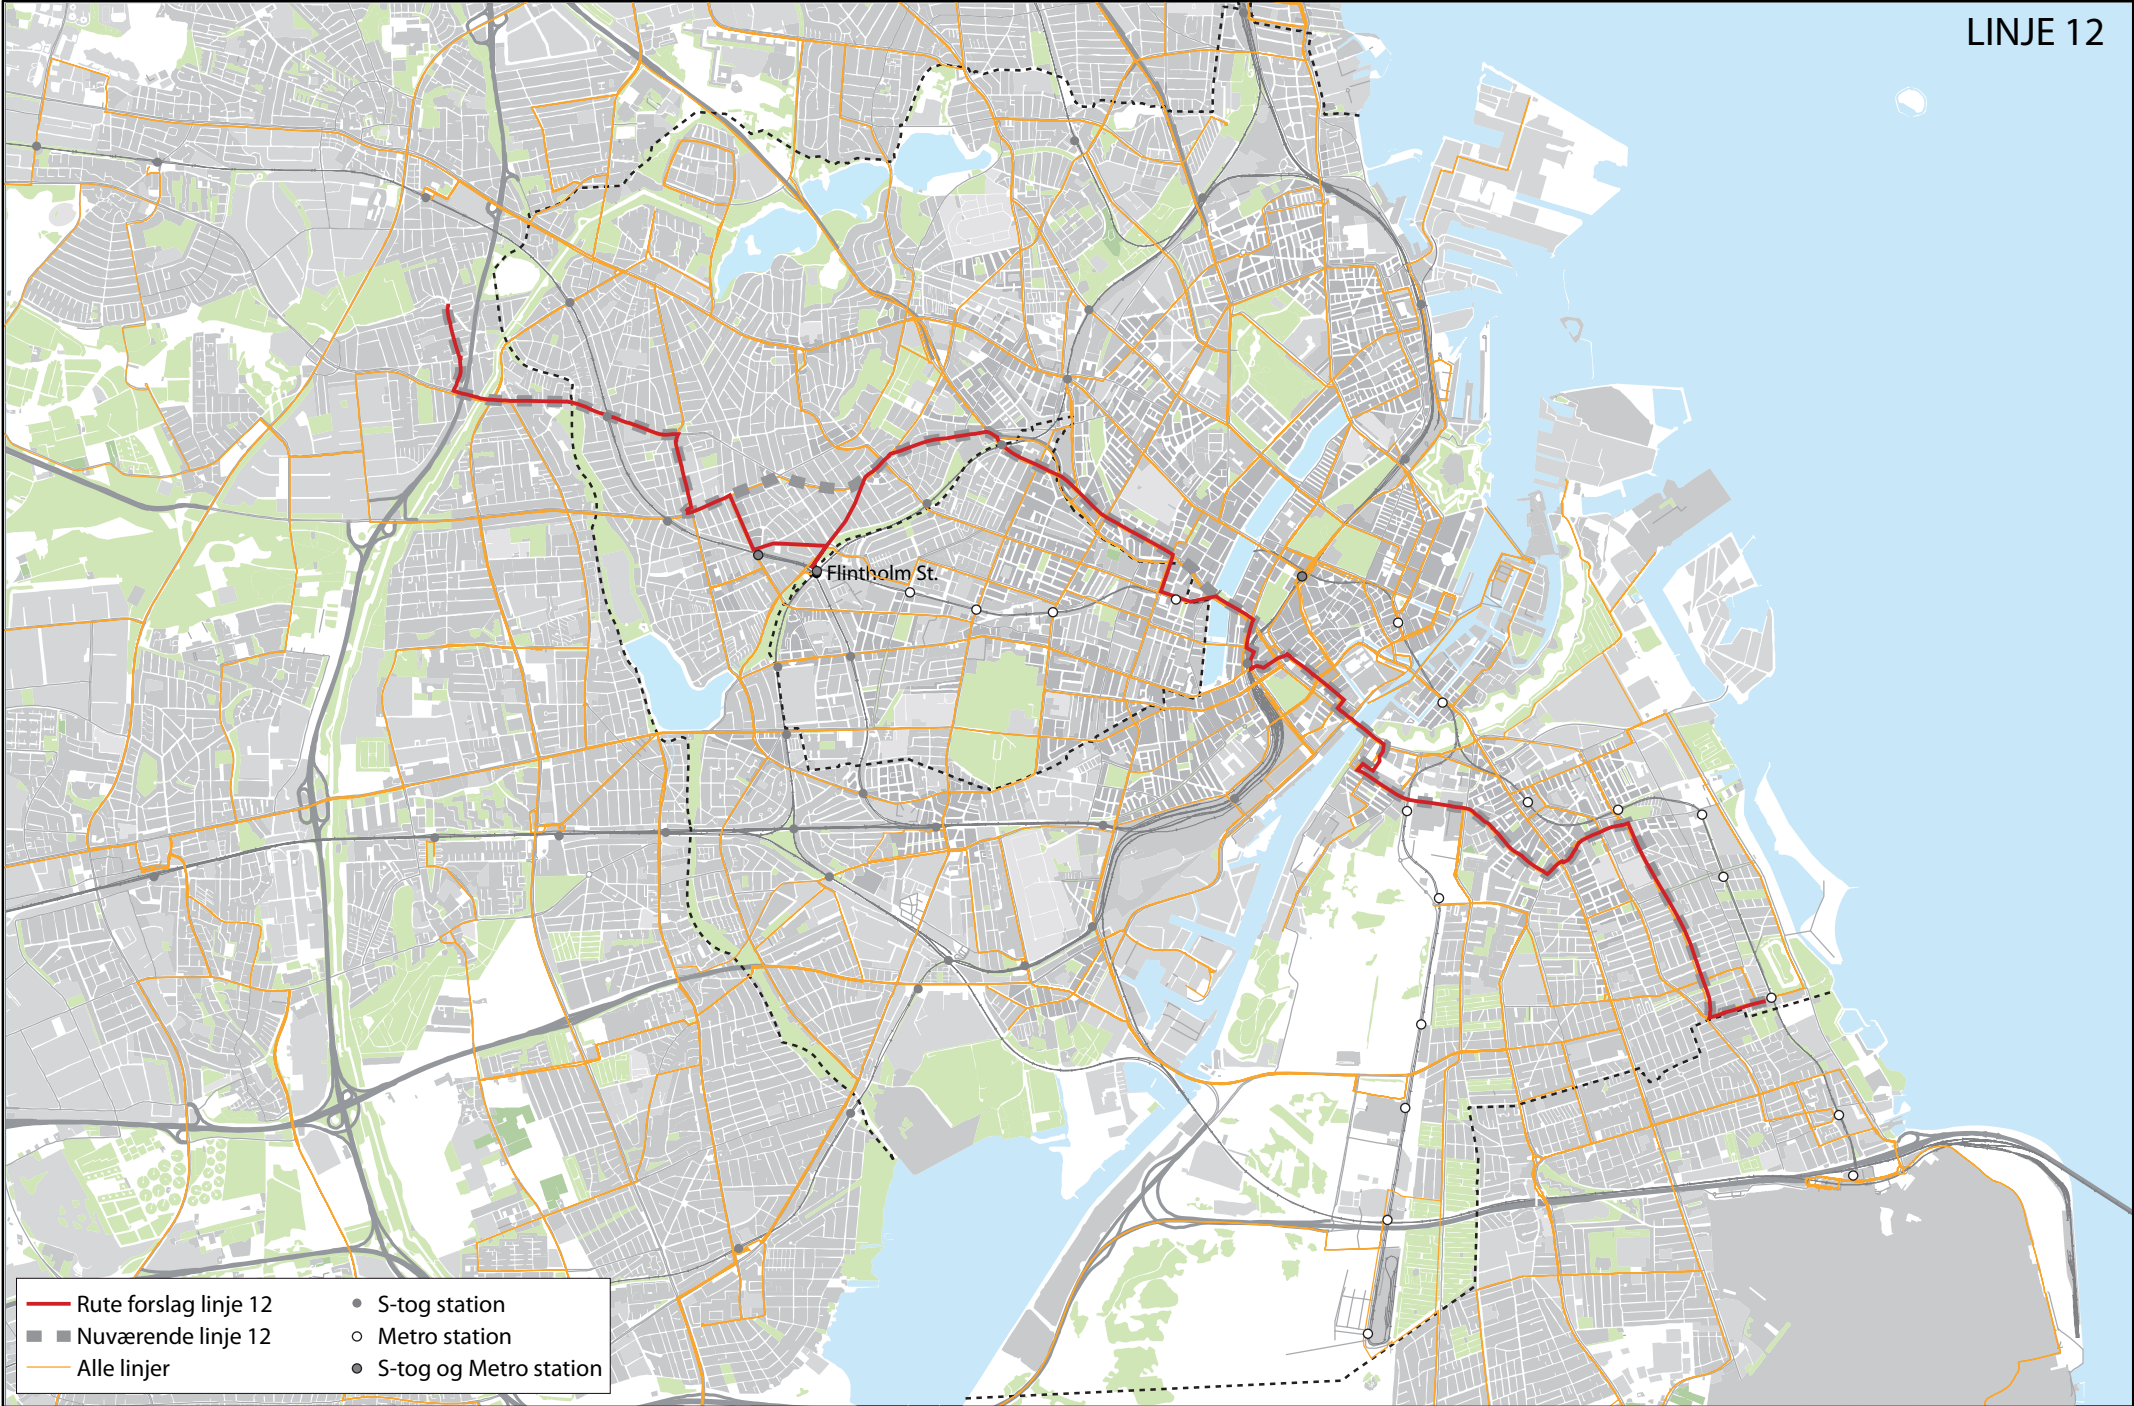 LINJE 12
Flintholm St.
Rute forslag linje 12
Nuværende linje 12
Alle linjer
S-tog station
Metro station
S-tog og Metro station